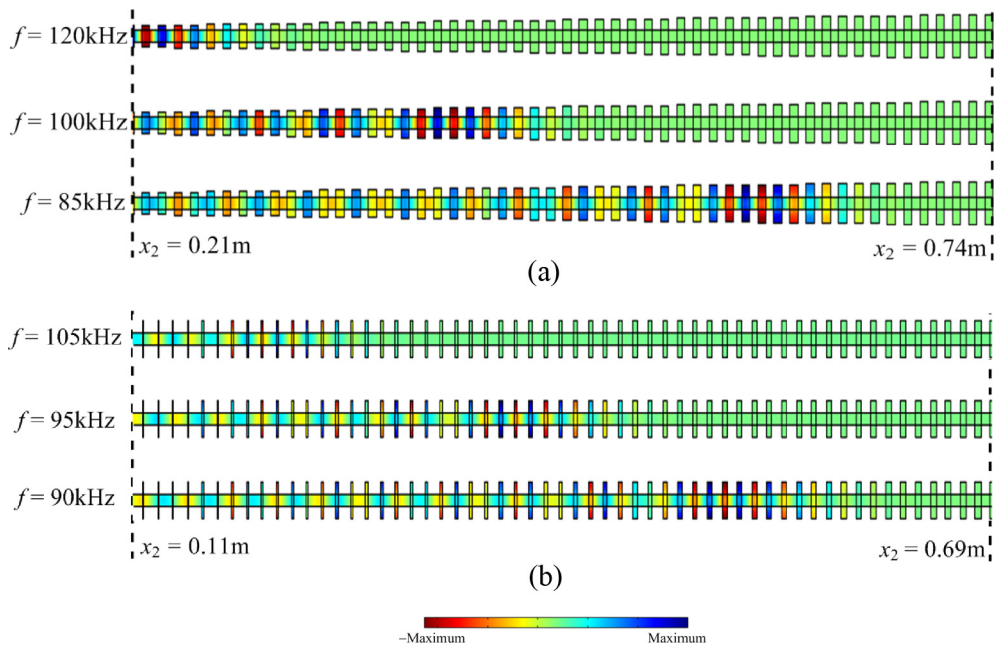 f = 120kHz
f = 100kHz
f = 85kHz
x₂ = 0.21m
x₂ = 0.74m
(a)
f = 105kHz
f = 95kHz
f = 90kHz
x₂ = 0.11m
x₂ = 0.69m
(b)
−Maximum
Maximum